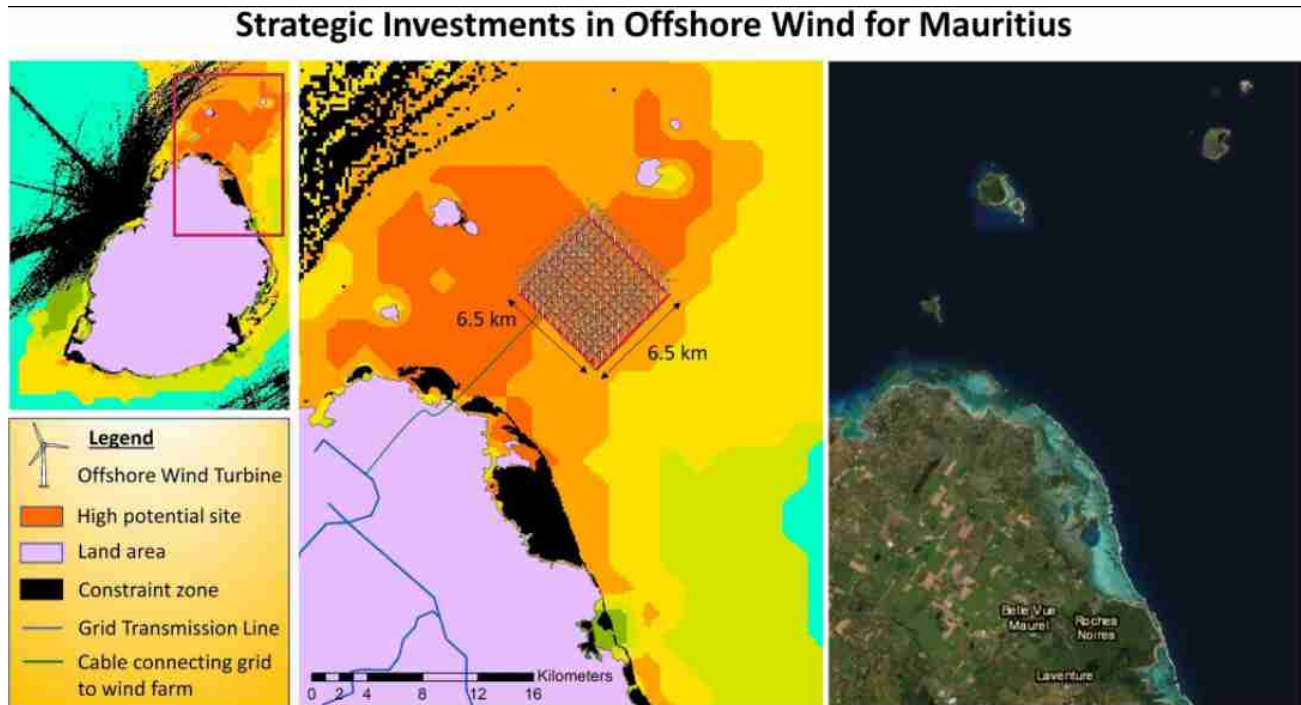 Strategic Investments in Offshore Wind for Mauritius
6.5 km
6.5 km
Legend
Offshore Wind Turbine
High potential site
Land area
Constraint zone
Grid Transmission Line
Cable connecting grid
to wind farm
Kilometers
0 2 4 8 12 16
Belle Vue
Maurel
Roches
Noires
Laventure